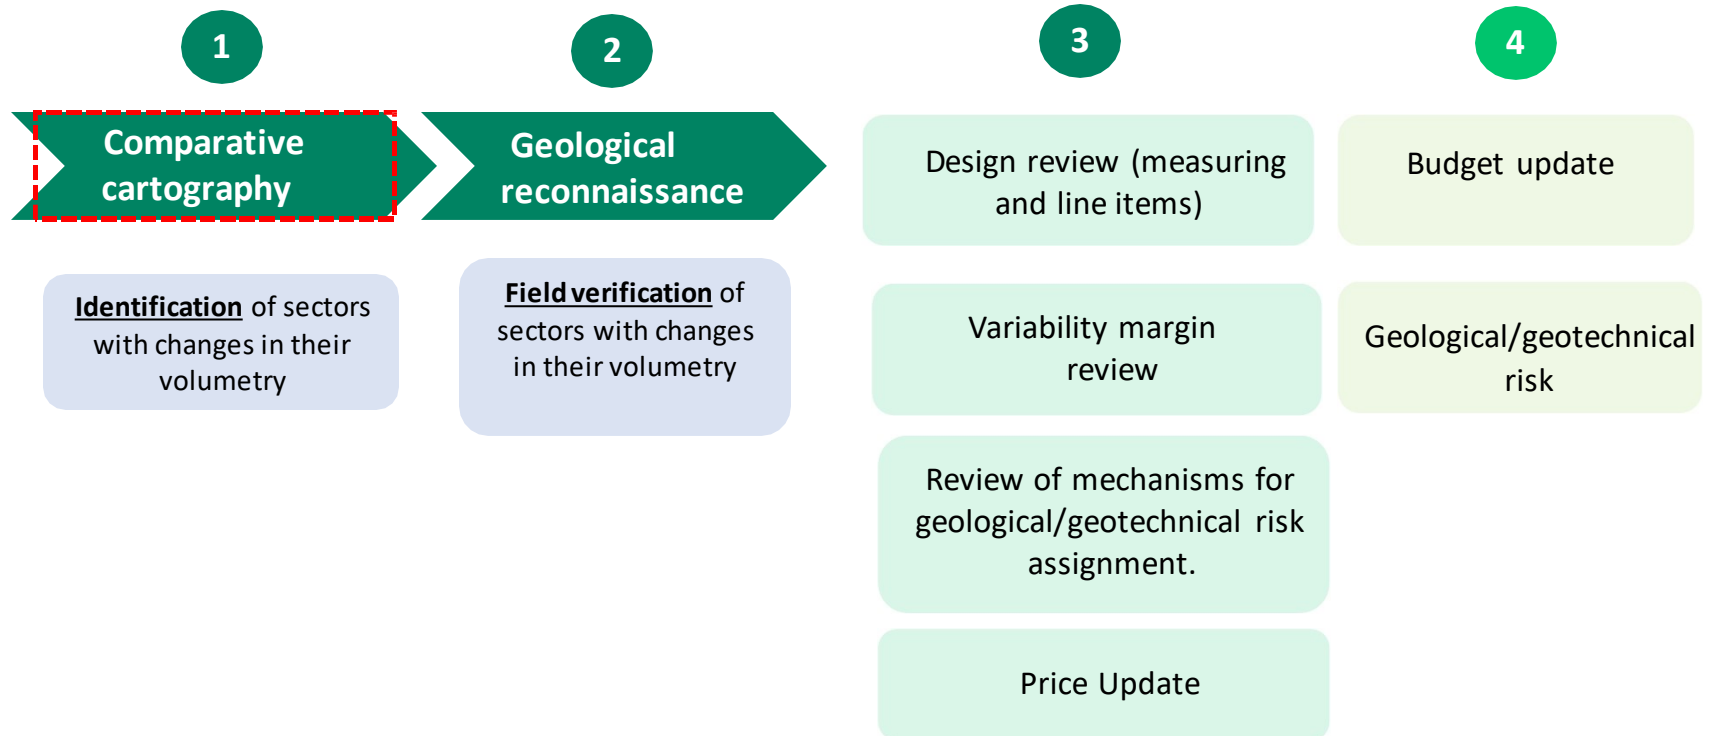 1
Comparative
cartography
Identification of sectors
with changes in their
volumetry
2
Geological
reconnaissance
Field verification of
sectors with changes
in their volumetry
3
Design review (measuring
and line items)
Variability margin
review
Review of mechanisms for
geological/geotechnical risk
assignment.
Price Update
4
Budget update
Geological/geotechnical
risk